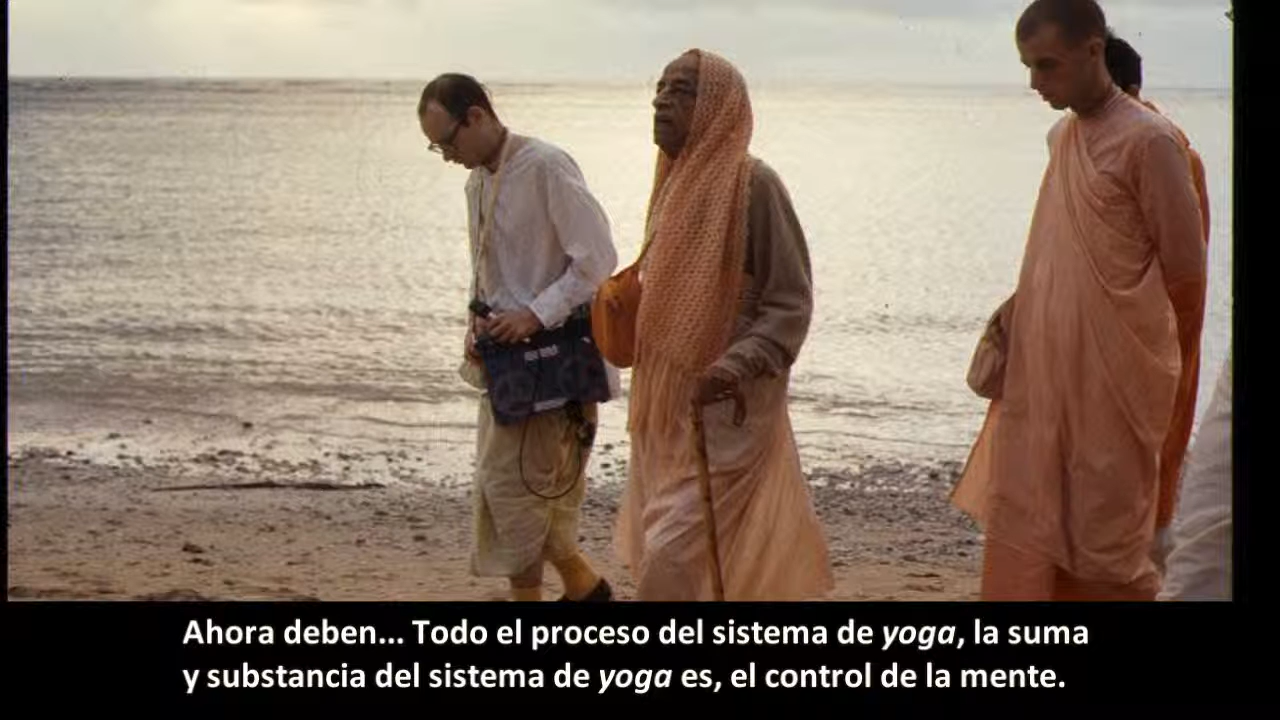 Ahora deben... Todo el proceso del sistema de yoga, la suma
y substancia del sistema de yoga es, el control de la mente.